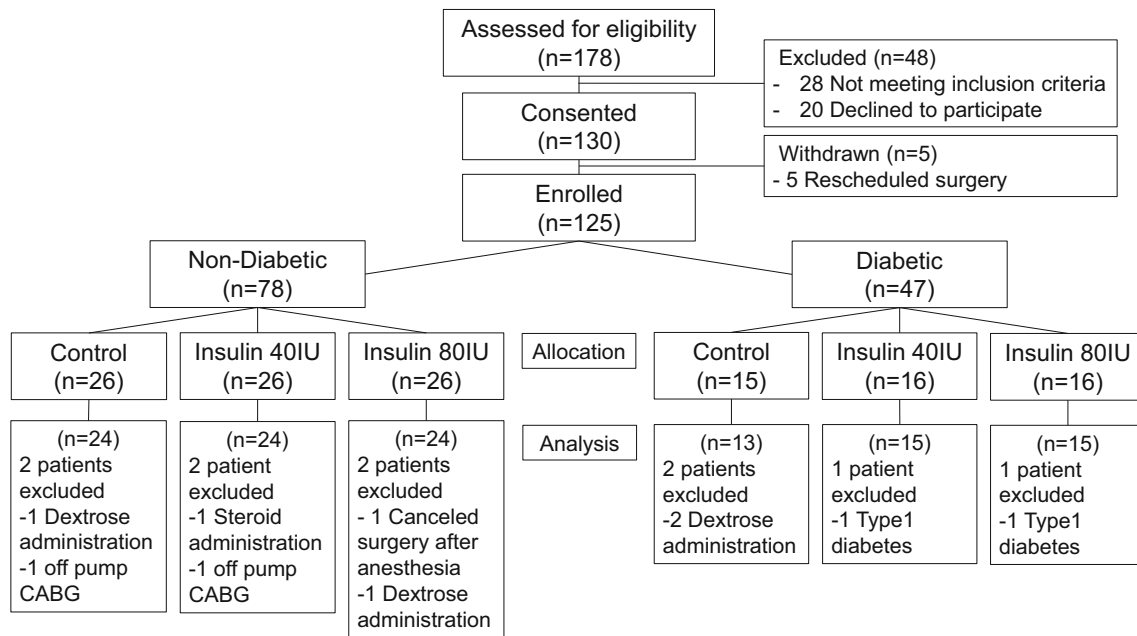 Assessed for eligibility
(n=178)
Excluded (n=48)
- 28 Not meeting inclusion criteria
- 20 Declined to participate
Consented
(n=130)
Withdrawn (n=5)
- 5 Rescheduled surgery
Enrolled
(n=125)
Non-Diabetic
(n=78)
Diabetic
(n=47)
Control
(n=26)
Insulin 40IU
(n=26)
Insulin 80IU
(n=26)
Allocation
Control
(n=15)
Insulin 40IU
(n=16)
Insulin 80IU
(n=16)
(n=24)
2 patients
excluded
-1 Dextrose
administration
-1 off pump
CABG
(n=24)
2 patient
excluded
-1 Steroid
administration
-1 off pump
CABG
(n=24)
2 patients
excluded
- 1 Canceled
surgery after
anesthesia
-1 Dextrose
administration
Analysis
(n=13)
2 patients
excluded
-2 Dextrose
administration
(n=15)
1 patient
excluded
-1 Type1
diabetes
(n=15)
1 patient
excluded
-1 Type1
diabetes